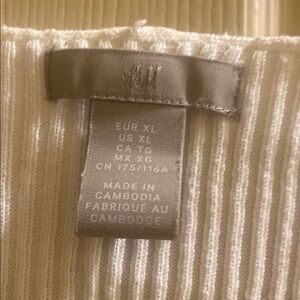 H&M
EUR XL
US XL
CA TG
MX XG
CN 175/116A
MADE IN
CAMBODIA
FABRIQUÉ AU
CAMBODGE